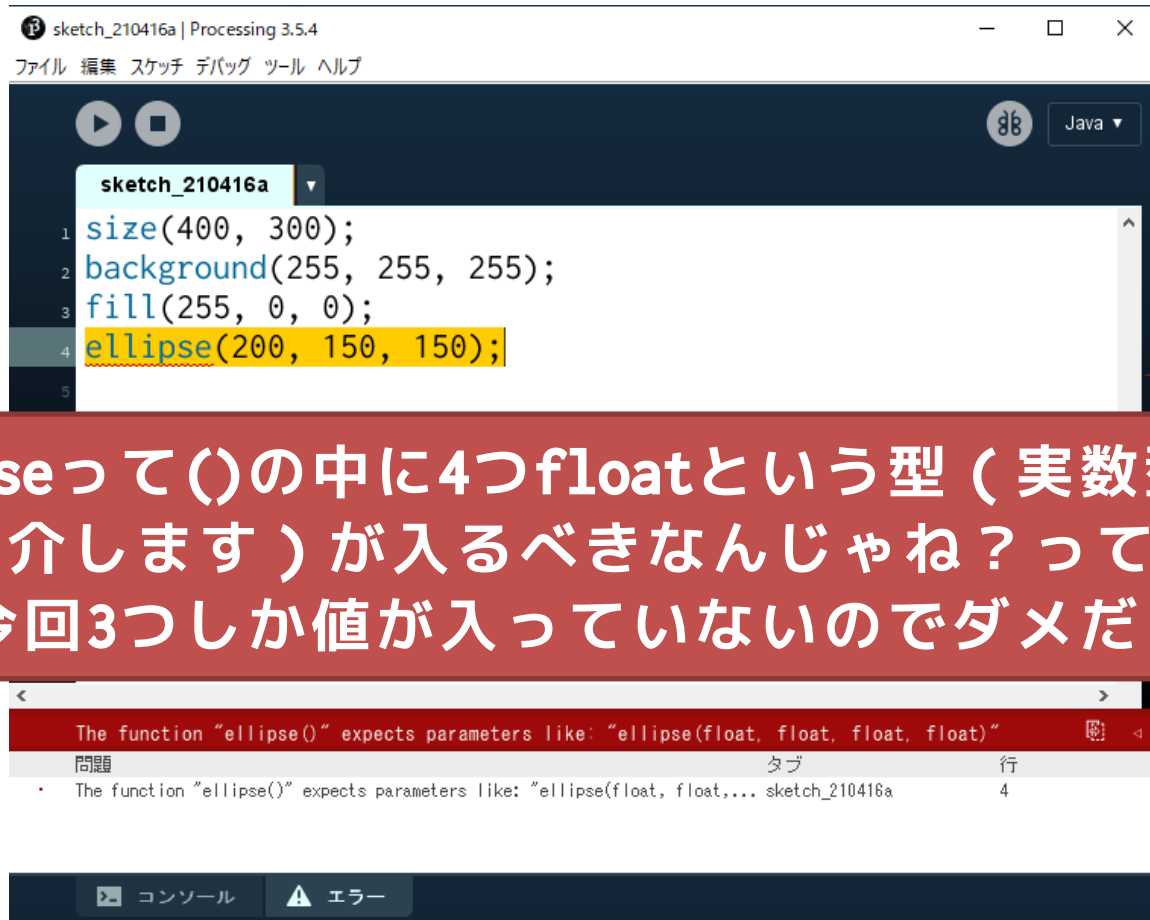 sketch_210416a | Processing 3.5.4
ファイル 編集 スケッチ デバッグ ツール ヘルプ
Java ▼
sketch_210416a ▼
1 size(400, 300);
2 background(255, 255, 255);
3 fill(255, 0, 0);
4 ellipse(200, 150, 150);
5
seって()の中に4つfloatという型（実数型
介します）が入るべきなんじゃね？って
今回3つしか値が入っていないのでダメだ
The function "ellipse()" expects parameters like: "ellipse(float, float, float, float)"
問題 タブ 行
The function "ellipse()" expects parameters like: "ellipse(float, float,... sketch_210416a 4
コンソール エラー